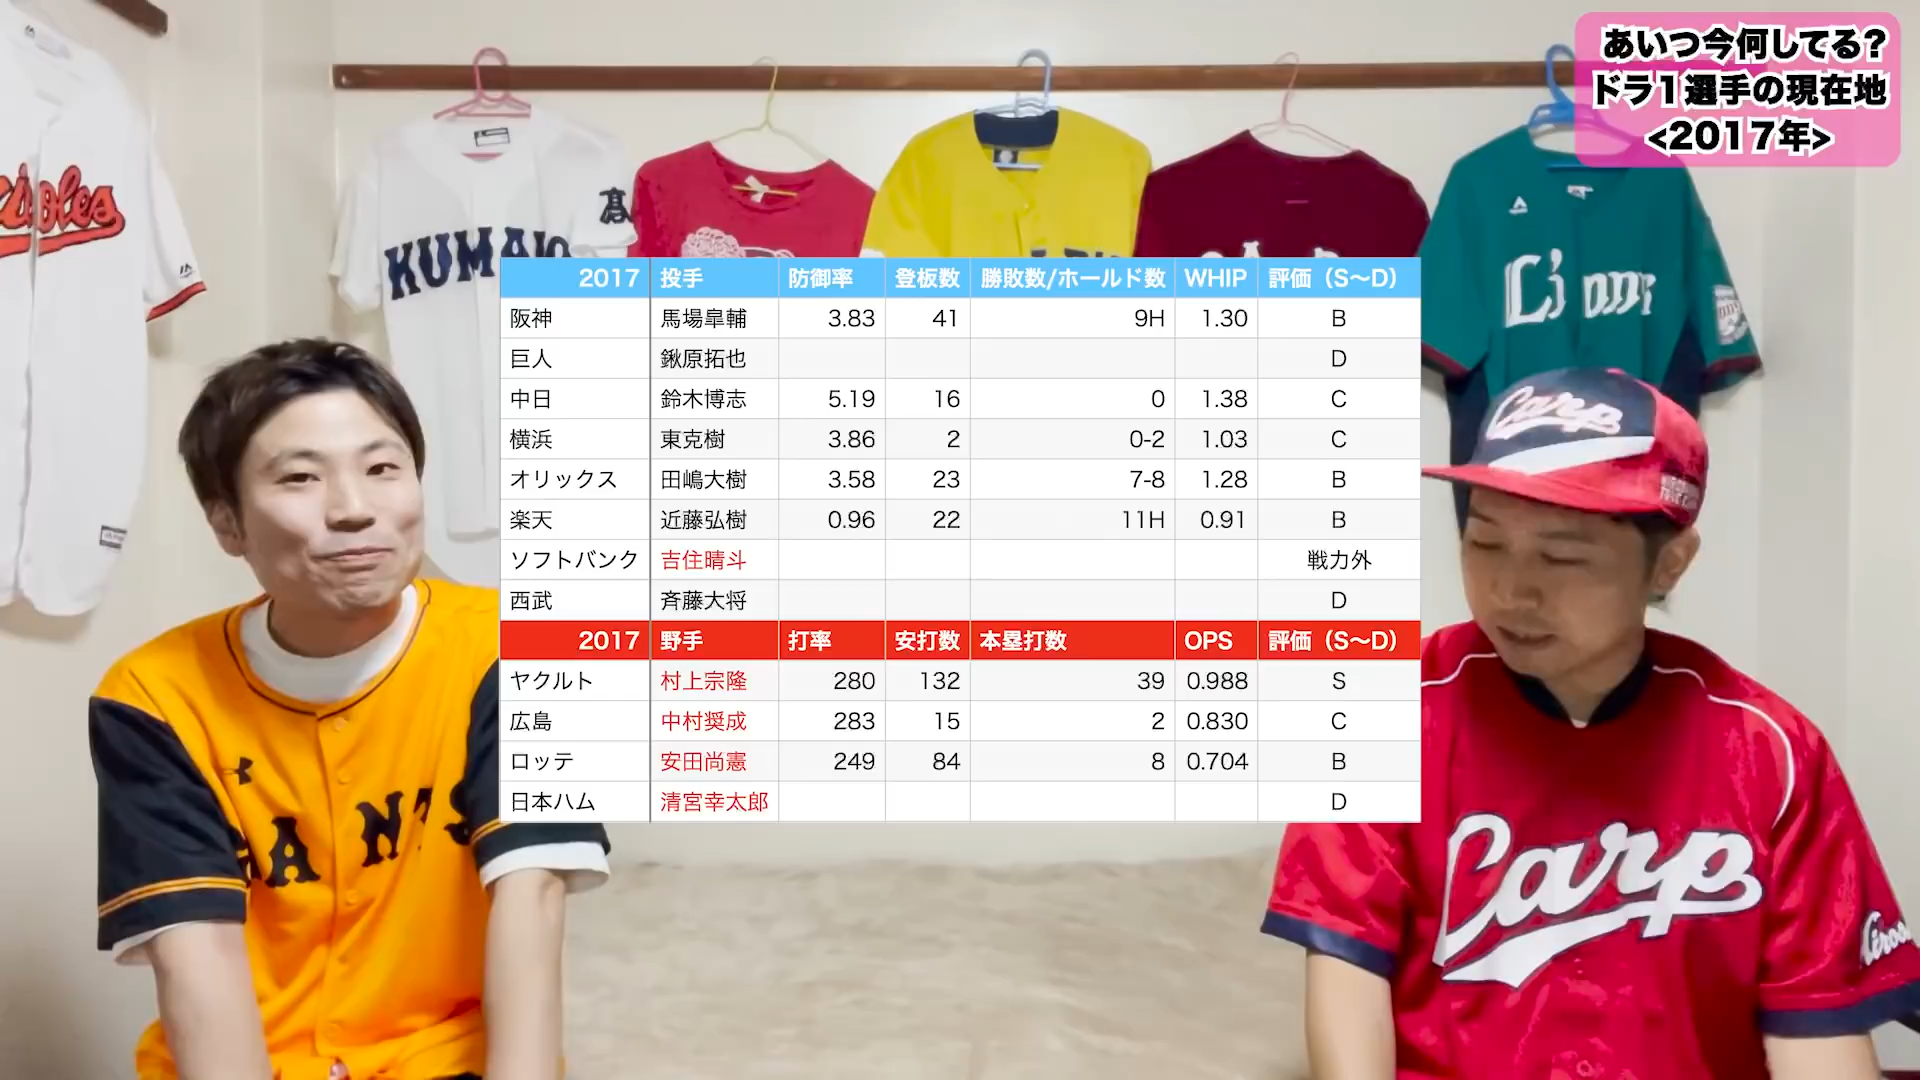 あいつ今何してる？
ドラ１選手の現在地
<2017年>
KUMA
髙
Carp
Carp
2017 投手 防御率 登板数 勝敗数/ホールド数 WHIP 評価（S〜D）
阪神 馬場皐輔 3.83 41 9H 1.30 B
巨人 鍬原拓也 D
中日 鈴木博志 5.19 16 0 1.38 C
横浜 東克樹 3.86 2 0-2 1.03 C
オリックス 田嶋大樹 3.58 23 7-8 1.28 B
楽天 近藤弘樹 0.96 22 11H 0.91 B
ソフトバンク 吉住晴斗 戦力外
西武 斉藤大将 D
2017 野手 打率 安打数 本塁打数 OPS 評価（S〜D）
ヤクルト 村上宗隆 280 132 39 0.988 S
広島 中村奨成 283 15 2 0.830 C
ロッテ 安田尚憲 249 84 8 0.704 B
日本ハム 清宮幸太郎 D